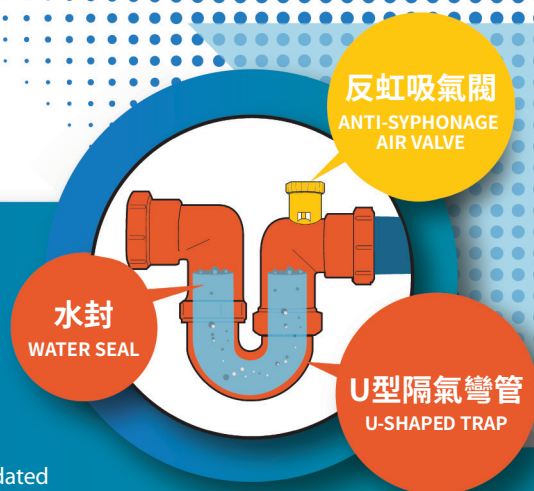 反虹吸氣閥
ANTI-SYPHONAGE
AIR VALVE
水封
WATER SEAL
U型隔氣彎管
U-SHAPED TRAP
dated